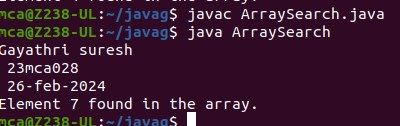 mca@Z238-UL:~/javag$ javac ArraySearch.java
mca@Z238-UL:~/javag$ java ArraySearch
Gayathri suresh
23mca028
26-feb-2024
Element 7 found in the array.
mca@Z238-UL:~/javag$